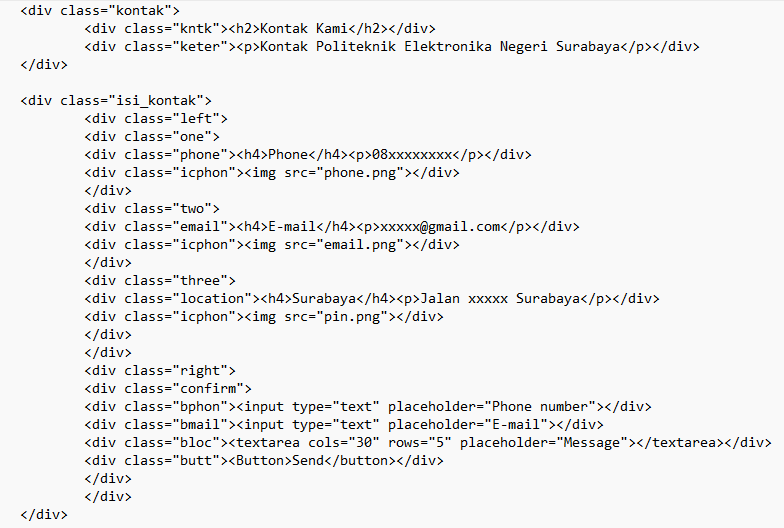 <div class="kontak">
<div class="kntk"><h2>Kontak Kami</h2></div>
<div class="keter"><p>Kontak Politeknik Elektronika Negeri Surabaya</p></div>
</div>
<div class="isi_kontak">
<div class="left">
<div class="one">
<div class="phone"><h4>Phone</h4><p>08xxxxxxxx</p></div>
<div class="icphon"><img src="phone.png"></div>
</div>
<div class="two">
<div class="email"><h4>E-mail</h4><p>xxxxx@gmail.com</p></div>
<div class="icphon"><img src="email.png"></div>
</div>
<div class="three">
<div class="location"><h4>Surabaya</h4><p>Jalan xxxxx Surabaya</p></div>
<div class="icphon"><img src="pin.png"></div>
</div>
</div>
<div class="right">
<div class="confirm">
<div class="bphon"><input type="text" placeholder="Phone number"></div>
<div class="bmail"><input type="text" placeholder="E-mail"></div>
<div class="bloc"><textarea cols="30" rows="5" placeholder="Message"></textarea></div>
<div class="butt"><Button>Send</button></div>
</div>
</div>
</div>